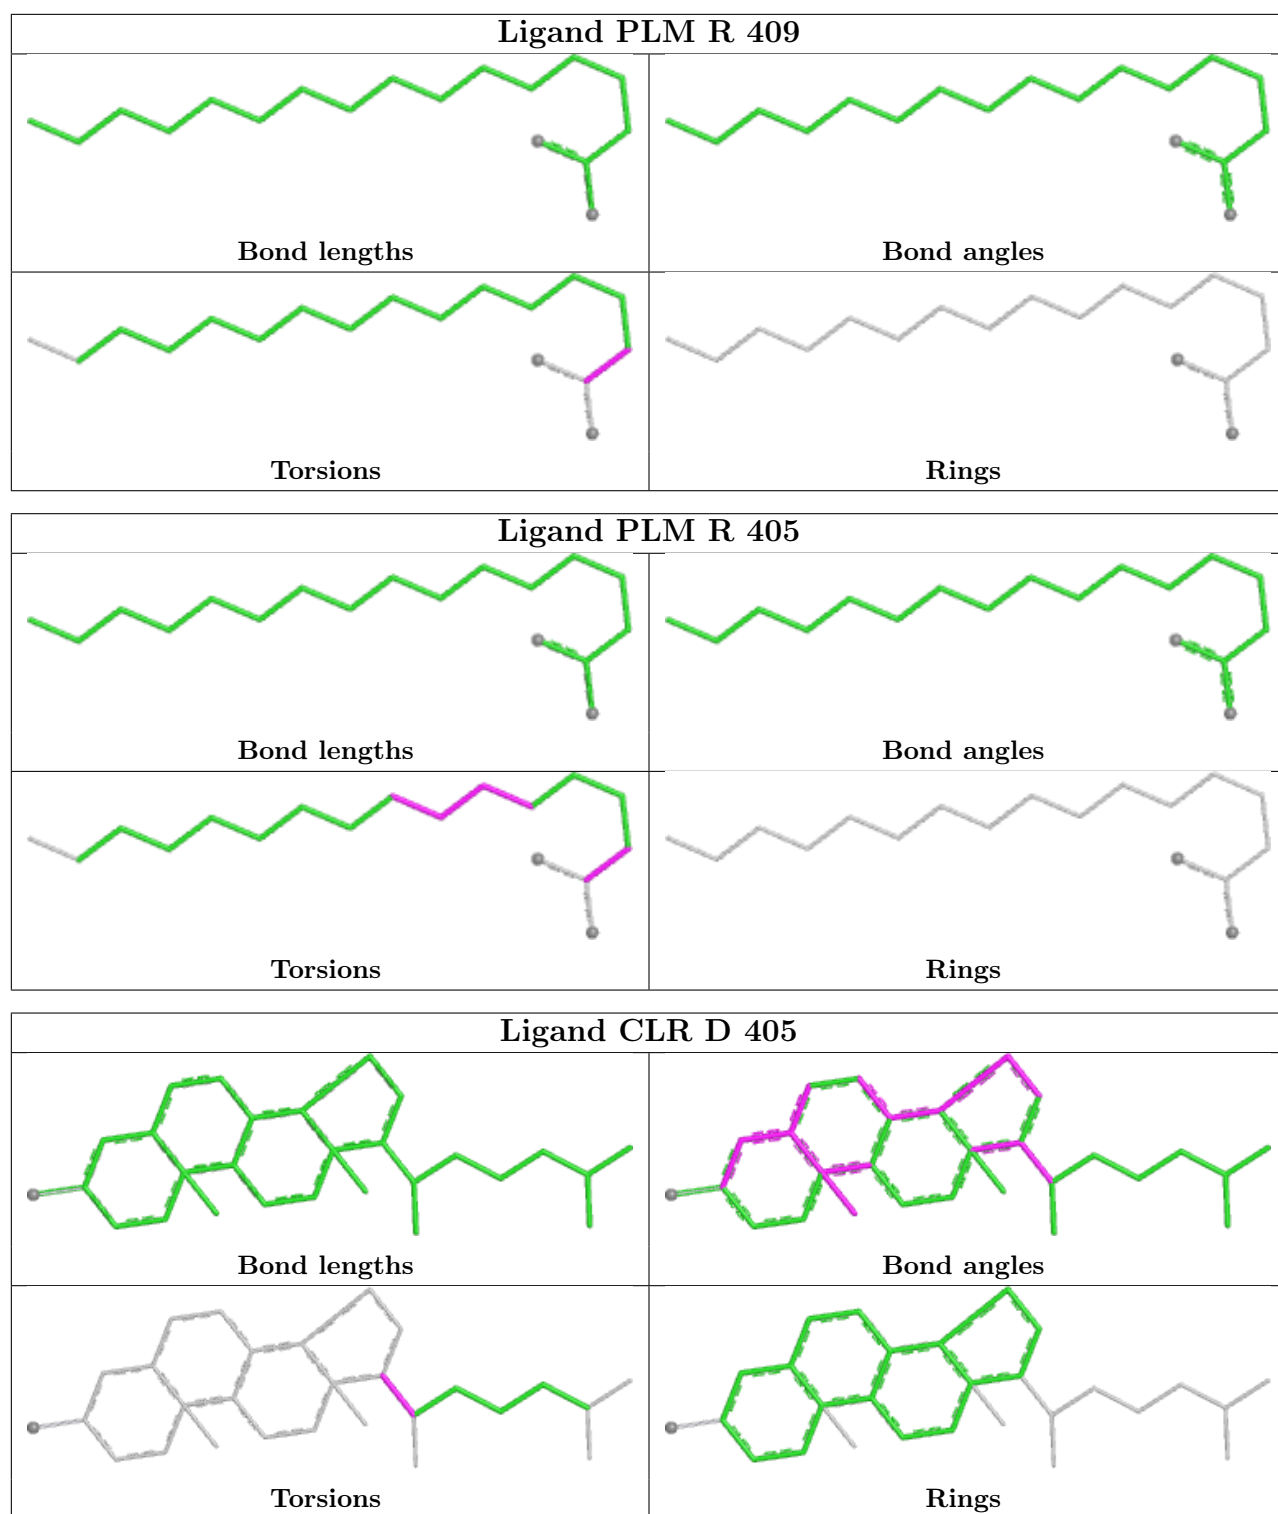 Ligand PLM R 409
Bond lengths
Bond angles
Torsions
Rings
Ligand PLM R 405
Bond lengths
Bond angles
Torsions
Rings
Ligand CLR D 405
Bond lengths
Bond angles
Torsions
Rings